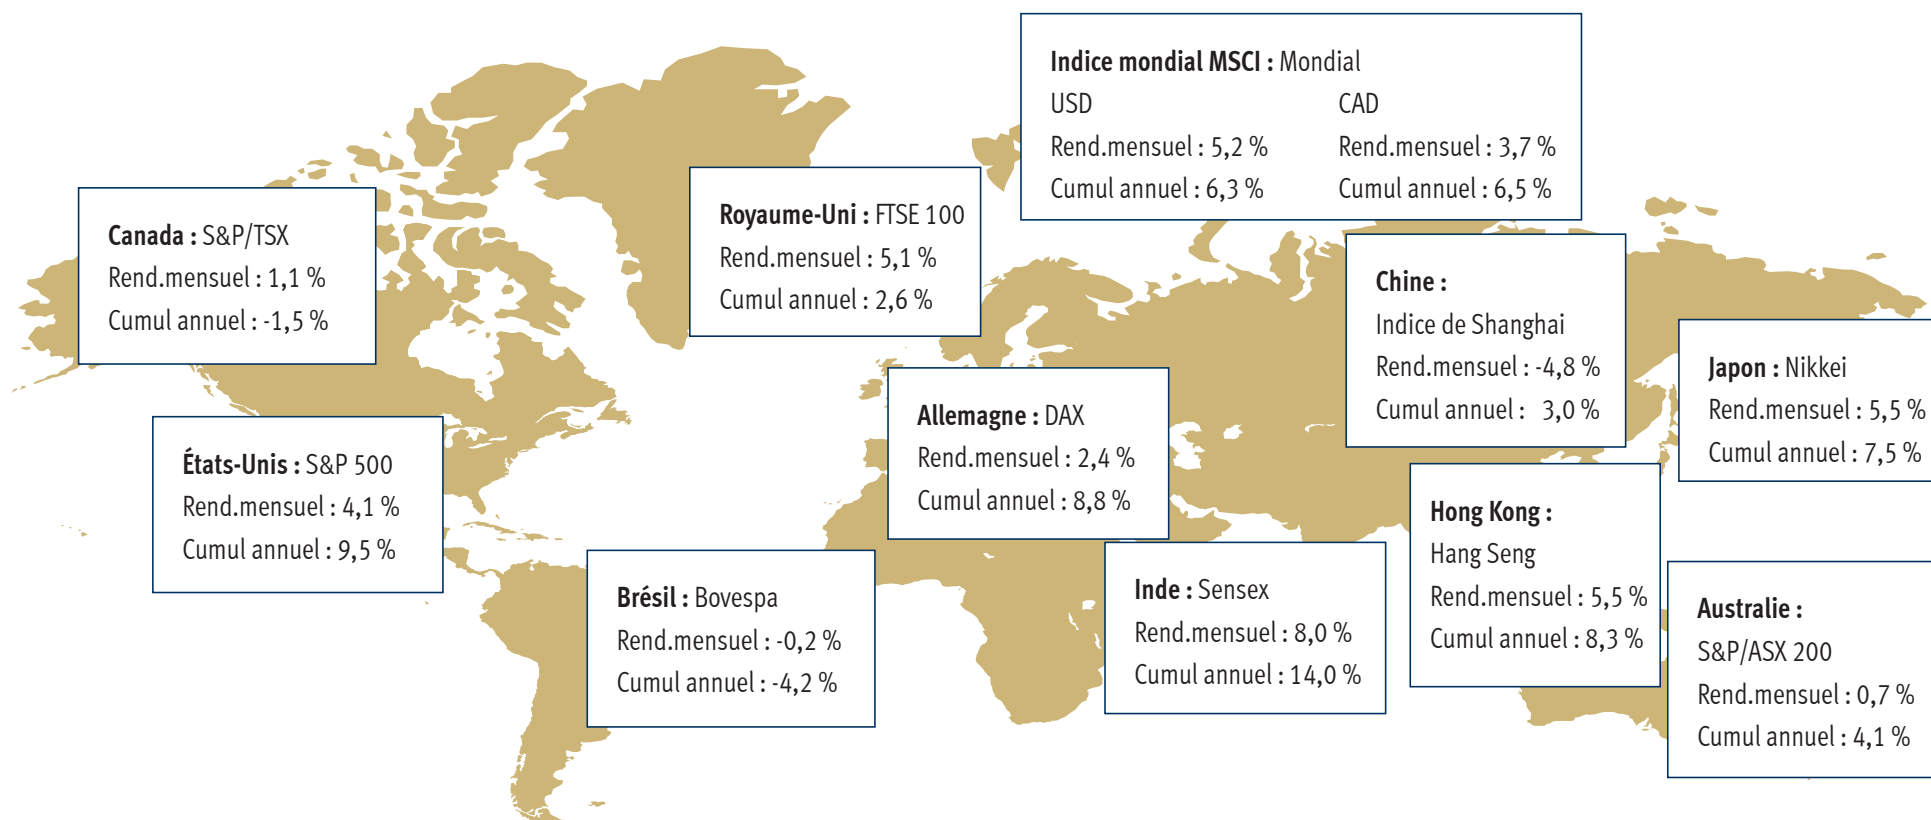 Indice mondial MSCI : Mondial
USD CAD
Rend.mensuel : 5,2 % Rend.mensuel : 3,7 %
Cumul annuel : 6,3 % Cumul annuel : 6,5 %
Canada : S&P/TSX
Rend.mensuel : 1,1 %
Cumul annuel : -1,5 %
Royaume-Uni : FTSE 100
Rend.mensuel : 5,1 %
Cumul annuel : 2,6 %
Chine :
Indice de Shanghai
Rend.mensuel : -4,8 %
Cumul annuel : 3,0 %
Japon : Nikkei
Rend.mensuel : 5,5 %
Cumul annuel : 7,5 %
Allemagne : DAX
Rend.mensuel : 2,4 %
Cumul annuel : 8,8 %
États-Unis : S&P 500
Rend.mensuel : 4,1 %
Cumul annuel : 9,5 %
Hong Kong :
Hang Seng
Rend.mensuel : 5,5 %
Cumul annuel : 8,3 %
Brésil : Bovespa
Rend.mensuel : -0,2 %
Cumul annuel : -4,2 %
Inde : Sensex
Rend.mensuel : 8,0 %
Cumul annuel : 14,0 %
Australie :
S&P/ASX 200
Rend.mensuel : 0,7 %
Cumul annuel : 4,1 %